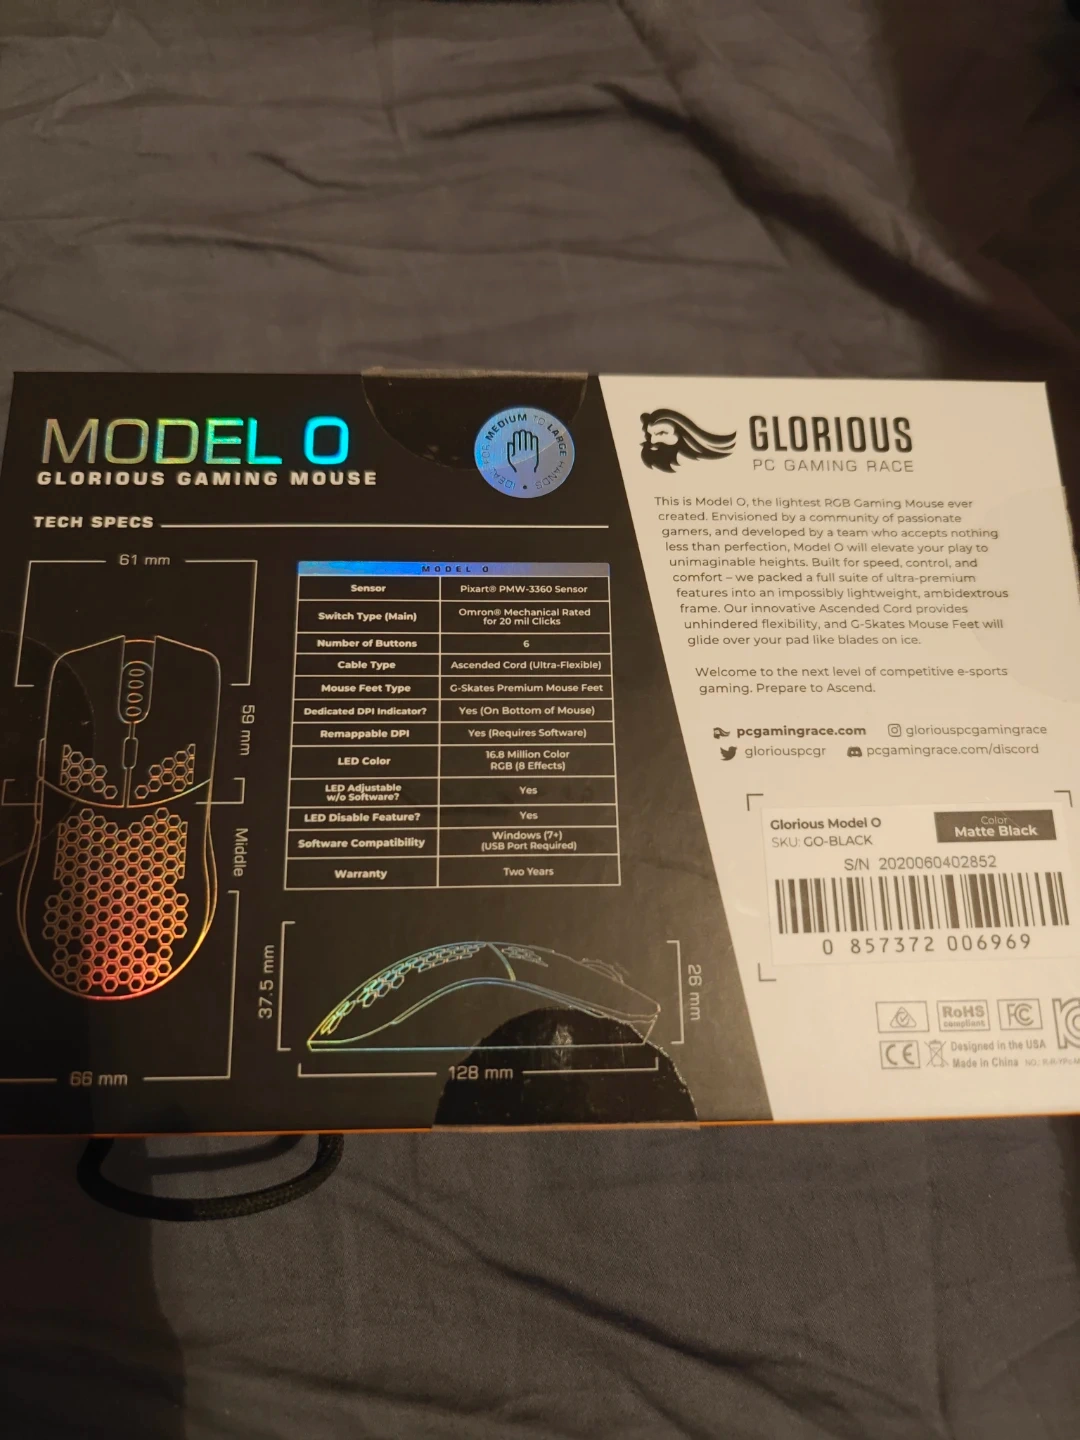 MODEL O
GLORIOUS GAMING MOUSE
IDEAL FOR MEDIUM TO LARGE HANDS
TECH SPECS
61 mm
59 mm
Middle
66 mm
MODEL O
Sensor Pixart® PMW-3360 Sensor
Switch Type (Main) Omron® Mechanical Rated
for 20 mil Clicks
Number of Buttons 6
Cable Type Ascended Cord (Ultra-Flexible)
Mouse Feet Type G-Skates Premium Mouse Feet
Dedicated DPI Indicator? Yes (On Bottom of Mouse)
Remappable DPI Yes (Requires Software)
LED Color 16.8 Million Color
RGB (8 Effects)
LED Adjustable
w/o Software? Yes
LED Disable Feature? Yes
Software Compatibility Windows (7+)
(USB Port Required)
Warranty Two Years
37.5 mm
26 mm
128 mm
GLORIOUS
PC GAMING RACE
This is Model O, the lightest RGB Gaming Mouse ever
created. Envisioned by a community of passionate
gamers, and developed by a team who accepts nothing
less than perfection, Model O will elevate your play to
unimaginable heights. Built for speed, control, and
comfort – we packed a full suite of ultra-premium
features into an impossibly lightweight, ambidextrous
frame. Our innovative Ascended Cord provides
unhindered flexibility, and G-Skates Mouse Feet will
glide over your pad like blades on ice.
Welcome to the next level of competitive e-sports
gaming. Prepare to Ascend.
pcgamingrace.com gloriouspcgamingrace
gloriouspcgr pcgamingrace.com/discord
Glorious Model O
SKU: GO-BLACK
Color
Matte Black
S/N 2020060402852
0 857372 006969
RoHS
compliant
FC
CE
Designed in the USA
Made in China